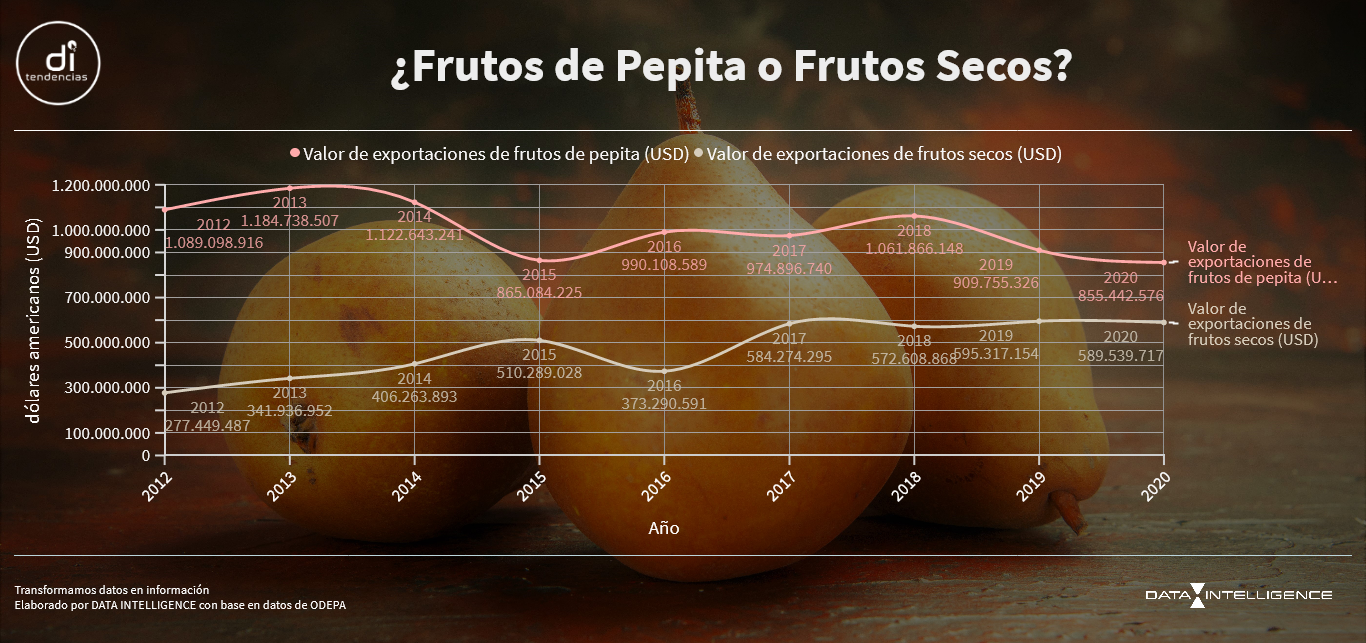 di
tendencias
¿Frutos de Pepita o Frutos Secos?
Valor de exportaciones de frutos de pepita (USD) Valor de exportaciones de frutos secos (USD)
dólares americanos (USD)
1.200.000.000
1.000.000.000
900.000.000
700.000.000
500.000.000
300.000.000
100.000.000
0
2012
1.089.098.916
2013
1.184.738.507
2014
1.122.643.241
2015
865.084.225
2016
990.108.589
2017
974.896.740
2018
1.061.866.148
2019
909.755.326
2020
855.442.576
Valor de
exportaciones de
frutos de pepita (U…
2012
277.449.487
2013
341.936.952
2014
406.263.893
2015
510.289.028
2016
373.290.591
2017
584.274.295
2018
572.608.868
2019
595.317.154
2020
589.539.717
Valor de
exportaciones de
frutos secos (USD)
2012 2013 2014 2015 2016 2017 2018 2019 2020
Año
Transformamos datos en información
Elaborado por DATA INTELLIGENCE con base en datos de ODEPA
DATA INTELLIGENCE